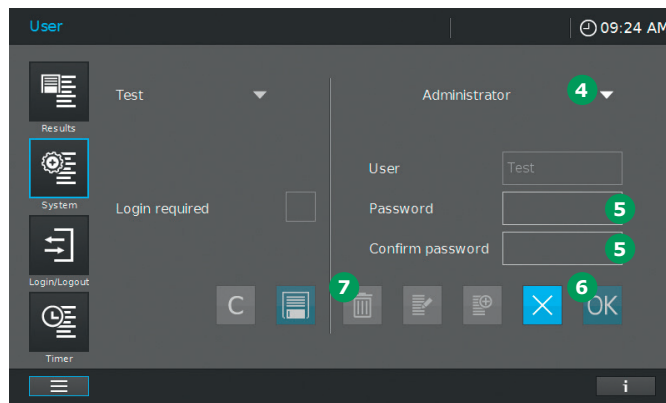 User
09:24 AM
Test
Administrator
4
Results
User
Test
System
Login required
Password
5
Confirm password
5
Login/Logout
7
6
C
OK
Timer
i